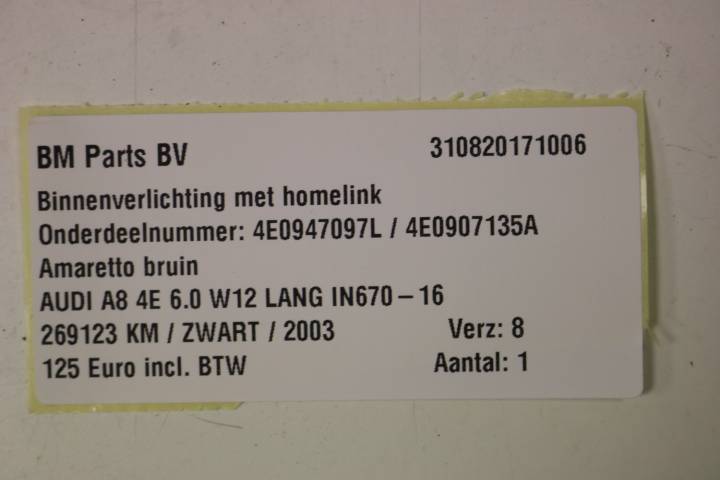 BM Parts BV 310820171006
Binnenverlichting met homelink
Onderdeelnummer: 4E0947097L / 4E0907135A
Amaretto bruin
AUDI A8 4E 6.0 W12 LANG IN670 – 16
269123 KM / ZWART / 2003 Verz: 8
125 Euro incl. BTW Aantal: 1